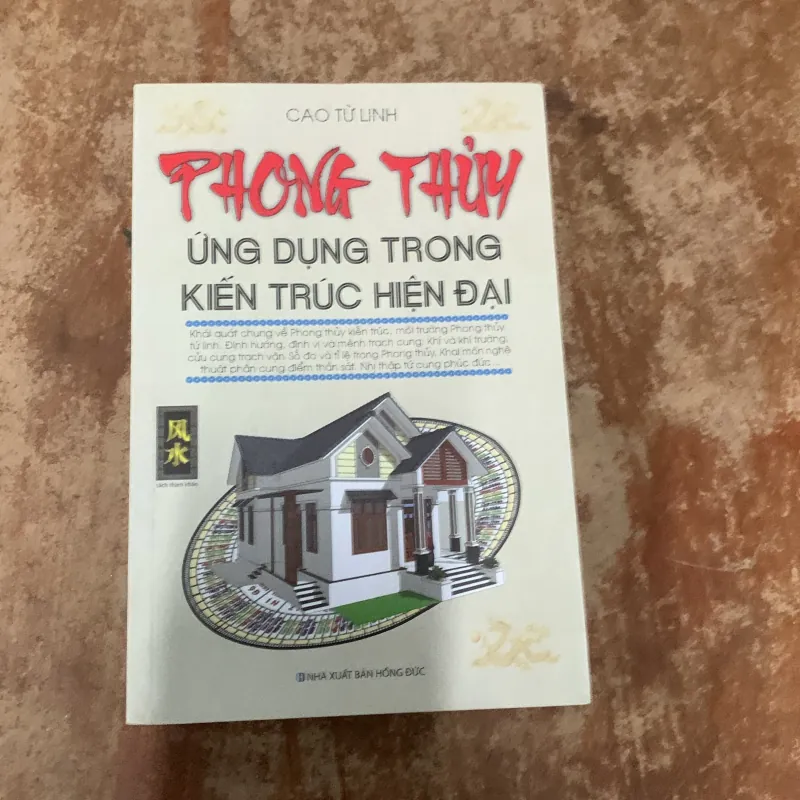 CAO TỪ LINH
PHONG THỦY
ỨNG DỤNG TRONG
KIẾN TRÚC HIỆN ĐẠI
Khái quát chung về Phong thủy kiến trúc, môi trường Phong thủy
tứ linh. Định hướng, định vị và mệnh trạch cung. Khí và khí trường,
cửu cung trạch vận. Số đo và tỉ lệ trong Phong thủy. Khai môn nghệ
thuật phân cung điểm thần sát. Nhị thập tứ cung phúc đức
风水
sách tham khảo
NHÀ XUẤT BẢN HỒNG ĐỨC